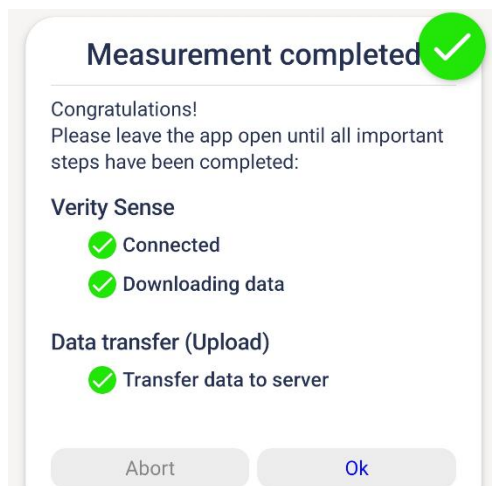 Measurement completed
Congratulations!
Please leave the app open until all important
steps have been completed:
Verity Sense
Connected
Downloading data
Data transfer (Upload)
Transfer data to server
Abort
Ok